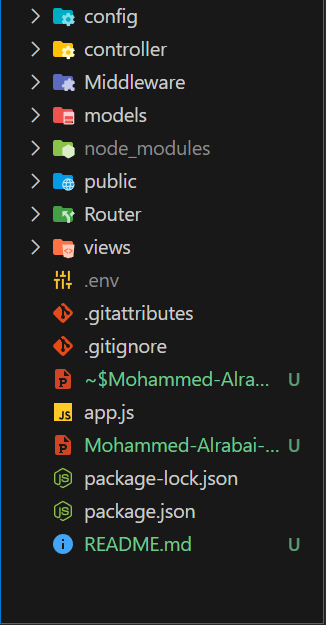 config
controller
Middleware
models
node_modules
public
Router
views
.env
.gitattributes
.gitignore
~$Mohammed-Alra... U
JS app.js
Mohammed-Alrabai-... U
package-lock.json
package.json
README.md U